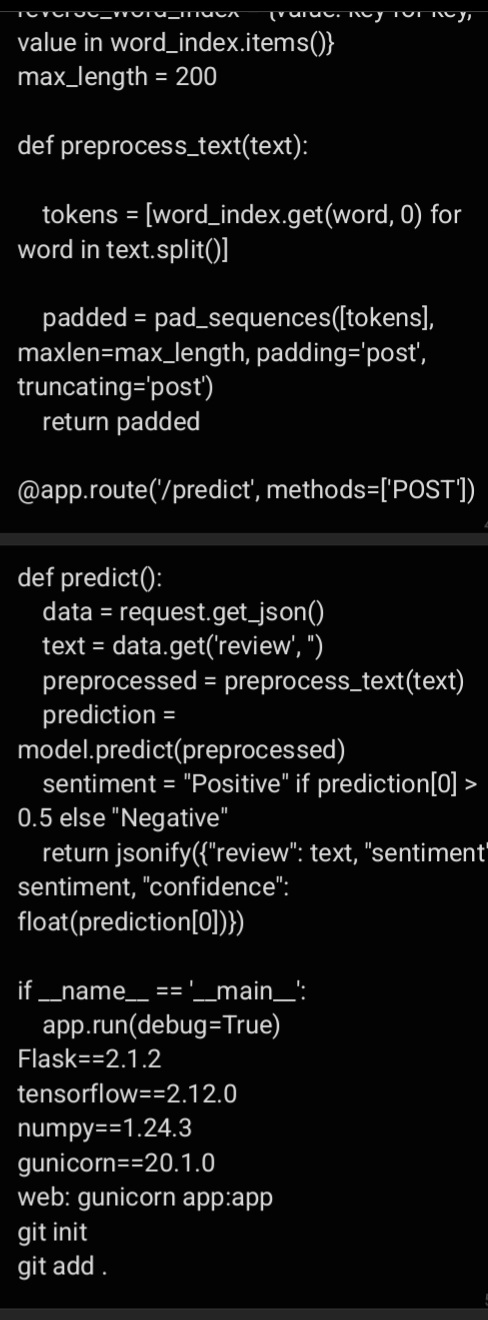 reverse_word_index = {value: key for key,
value in word_index.items()}
max_length = 200
def preprocess_text(text):
tokens = [word_index.get(word, 0) for
word in text.split()]
padded = pad_sequences([tokens],
maxlen=max_length, padding='post',
truncating='post')
return padded
@app.route('/predict', methods=['POST'])
def predict():
data = request.get_json()
text = data.get('review', '')
preprocessed = preprocess_text(text)
prediction =
model.predict(preprocessed)
sentiment = "Positive" if prediction[0] >
0.5 else "Negative"
return jsonify({"review": text, "sentiment"
sentiment, "confidence":
float(prediction[0])})
if __name__ == '__main__':
app.run(debug=True)
Flask==2.1.2
tensorflow==2.12.0
numpy==1.24.3
gunicorn==20.1.0
web: gunicorn app:app
git init
git add .